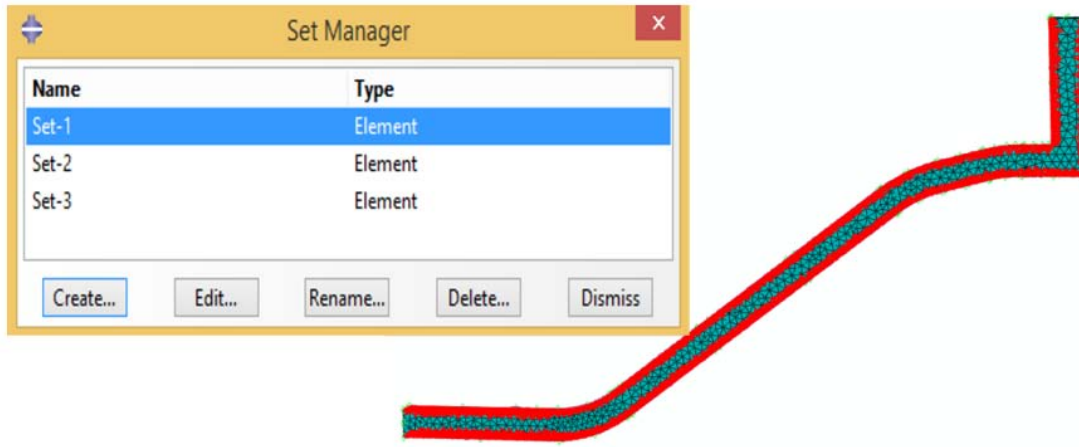 Set Manager
x
Name Type
Set-1 Element
Set-2 Element
Set-3 Element
Create... Edit... Rename... Delete... Dismiss